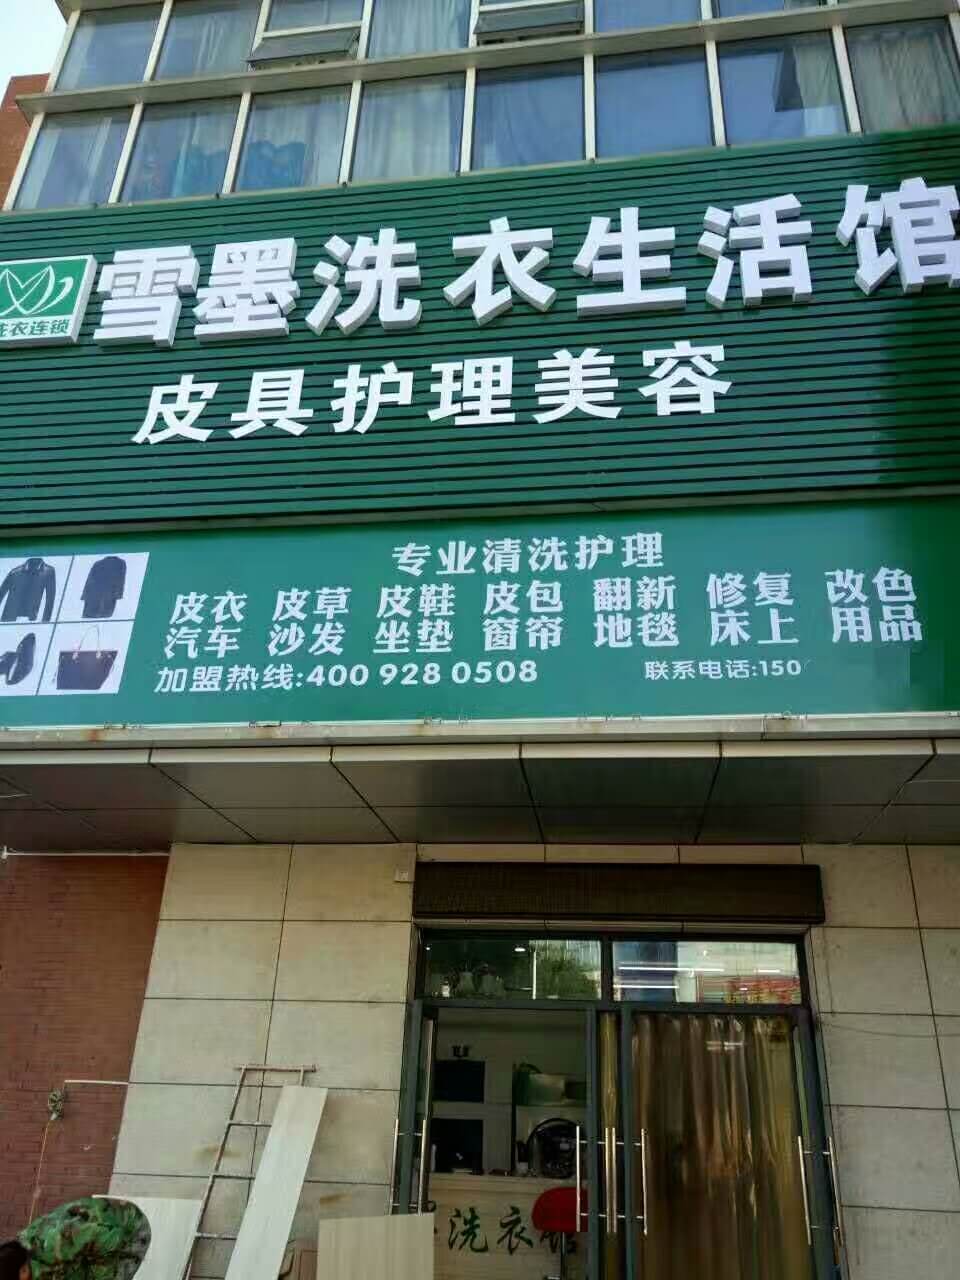 雪墨洗衣生活馆
洗衣连锁
皮具护理美容
专业清洗护理
皮衣 皮草 皮鞋 皮包 翻新 修复 改色
汽车 沙发 坐垫 窗帘 地毯 床上 用品
加盟热线:400 928 0508
联系电话:150
洗衣馆